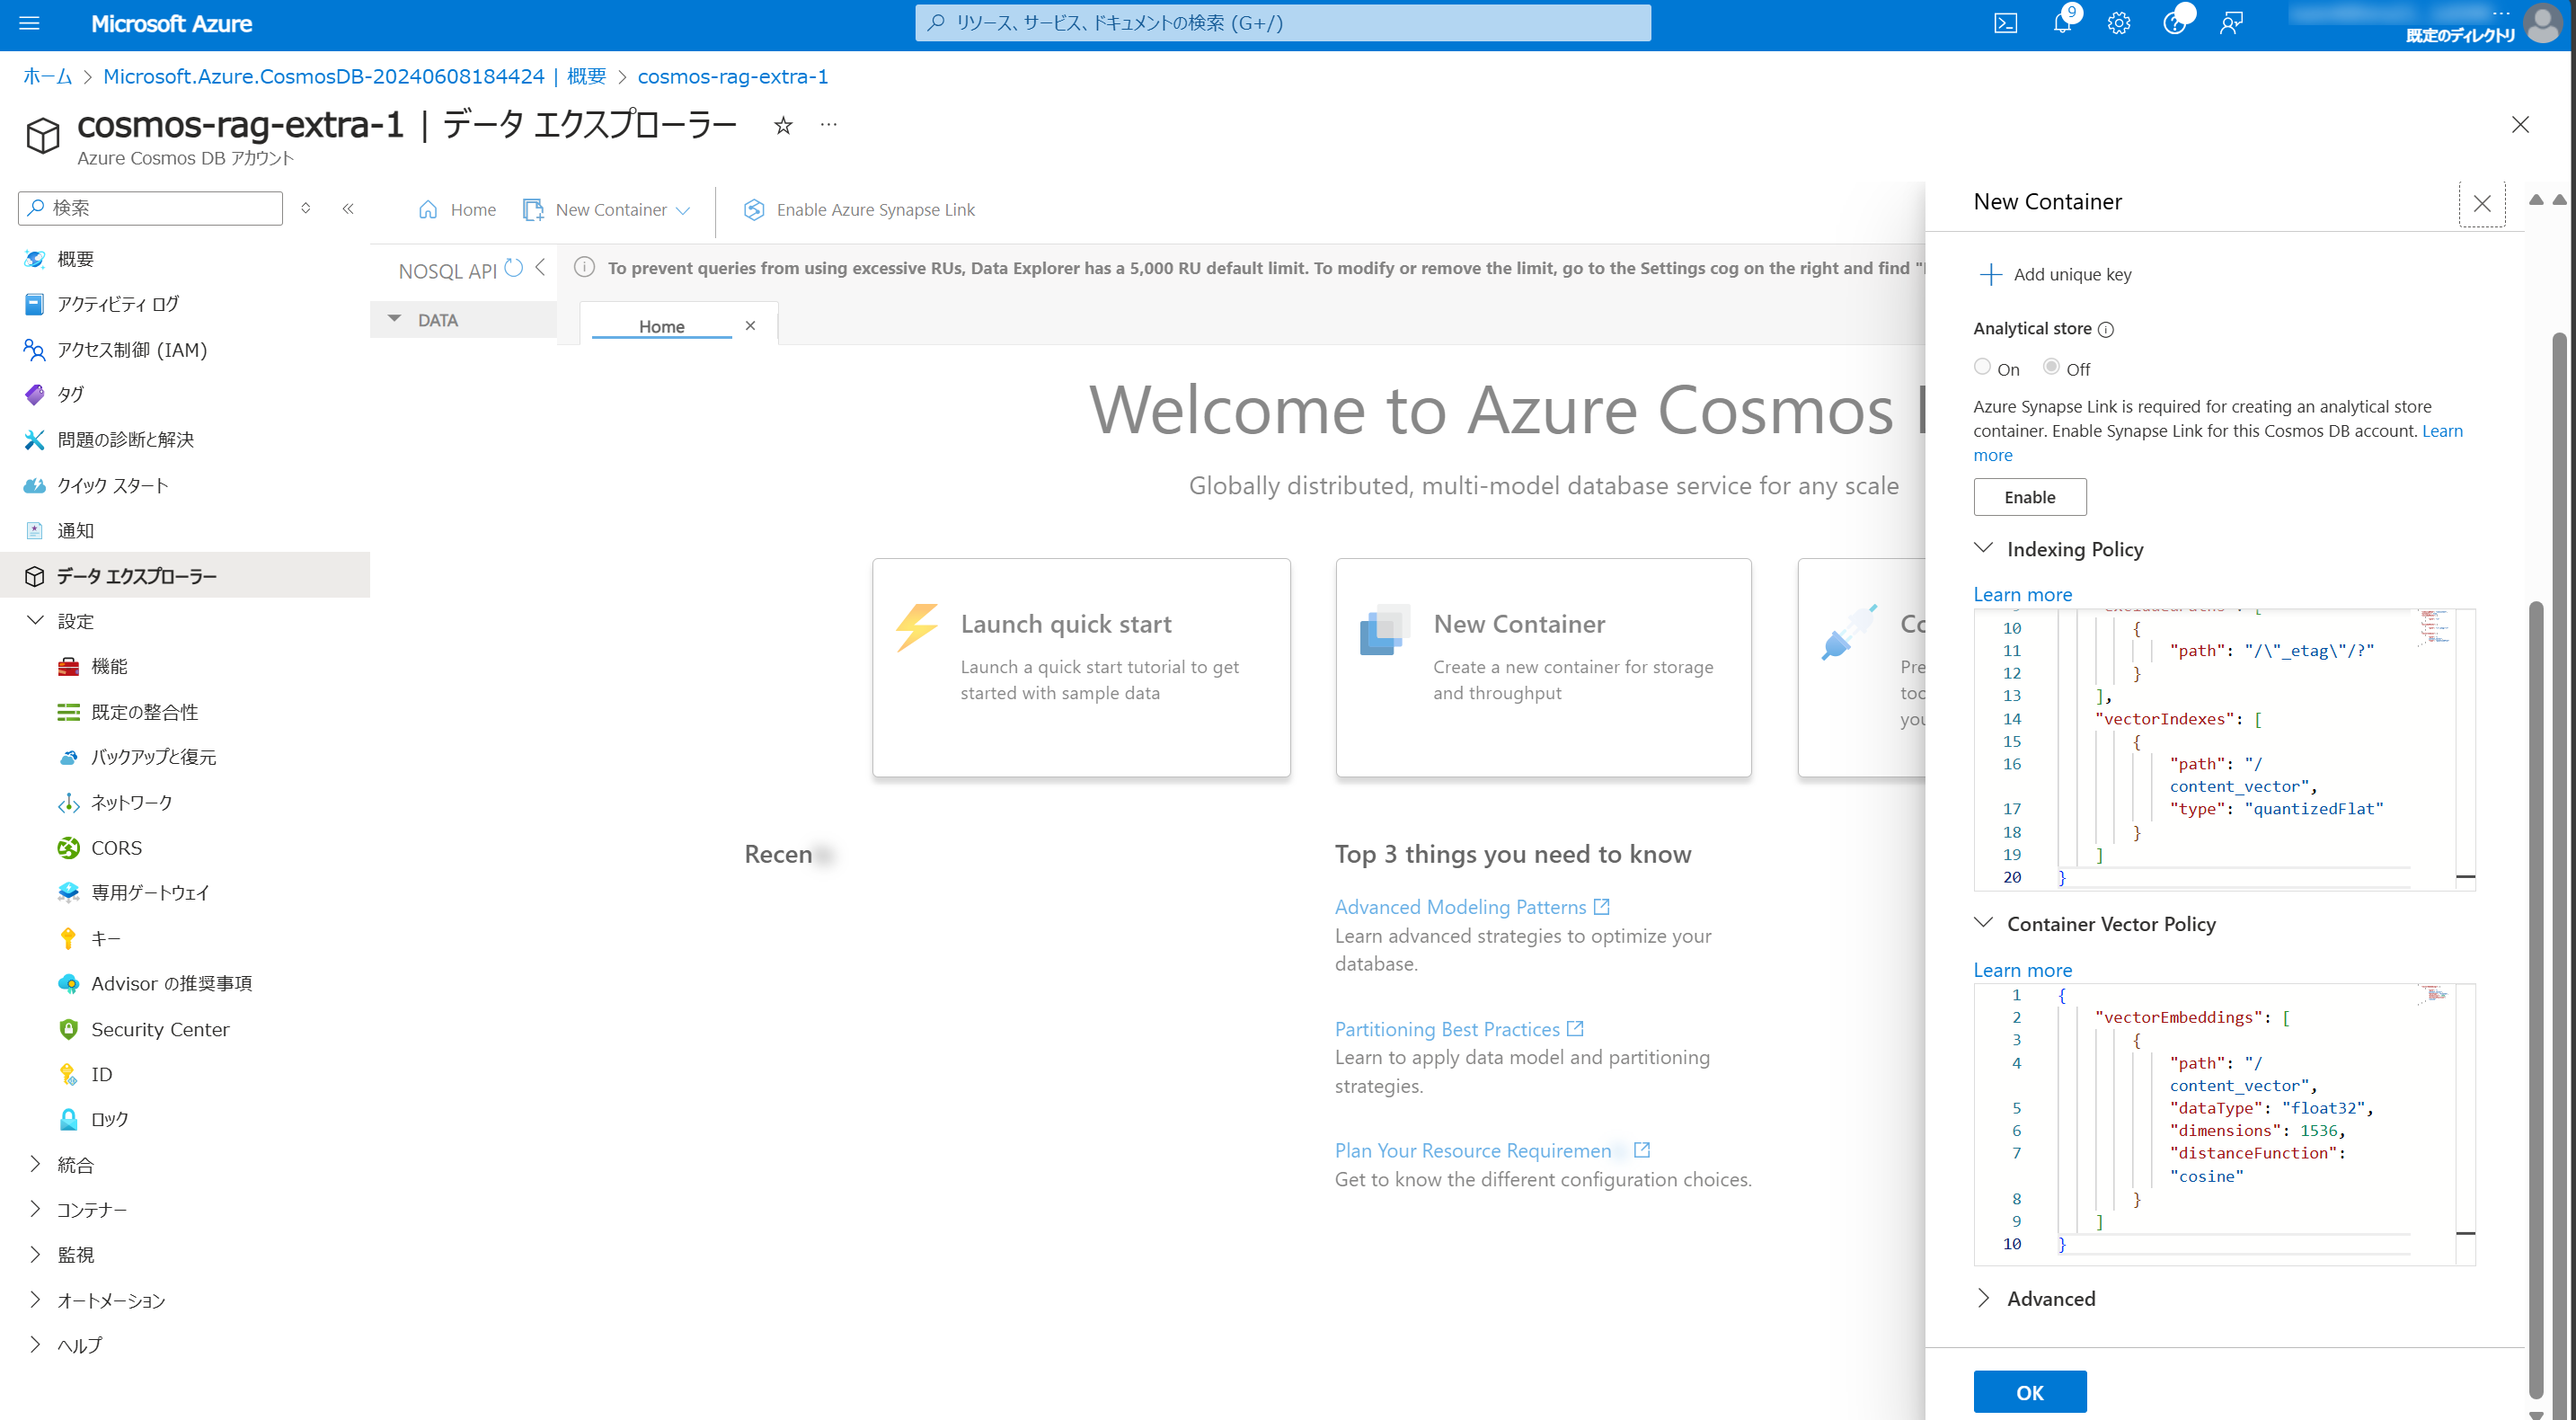 Microsoft Azure
リソース、サービス、ドキュメントの検索 (G+/)
9
既定のディレクトリ
ホーム > Microsoft.Azure.CosmosDB-20240608184424 | 概要 > cosmos-rag-extra-1
cosmos-rag-extra-1 | データ エクスプローラー
Azure Cosmos DB アカウント
検索
概要
アクティビティ ログ
アクセス制御 (IAM)
タグ
問題の診断と解決
クイック スタート
通知
データ エクスプローラー
設定
機能
既定の整合性
バックアップと復元
ネットワーク
CORS
専用ゲートウェイ
キー
Advisor の推奨事項
Security Center
ID
ロック
統合
コンテナー
監視
オートメーション
ヘルプ
Home
New Container
Enable Azure Synapse Link
NOSQL API
DATA
To prevent queries from using excessive RUs, Data Explorer has a 5,000 RU default limit. To modify or remove the limit, go to the Settings cog on the right and find "
Home
Welcome to Azure Cosmos
Globally distributed, multi-model database service for any scale
Launch quick start
Launch a quick start tutorial to get
started with sample data
New Container
Create a new container for storage
and throughput
Co
Pre
too
you
Recen
Top 3 things you need to know
Advanced Modeling Patterns
Learn advanced strategies to optimize your
database.
Partitioning Best Practices
Learn to apply data model and partitioning
strategies.
Plan Your Resource Requiremen
Get to know the different configuration choices.
New Container
Add unique key
Analytical store
On
Off
Azure Synapse Link is required for creating an analytical store
container. Enable Synapse Link for this Cosmos DB account. Learn
more
Enable
Indexing Policy
Learn more
10 {
11 "path": "/\"_etag\"/?"
12 }
13 ],
14 "vectorIndexes": [
15 {
16 "path": "/
content_vector",
17 "type": "quantizedFlat"
18 }
19 ]
20 }
Container Vector Policy
Learn more
1 {
2 "vectorEmbeddings": [
3 {
4 "path": "/
content_vector",
5 "dataType": "float32",
6 "dimensions": 1536,
7 "distanceFunction":
"cosine"
8 }
9 ]
10 }
Advanced
OK